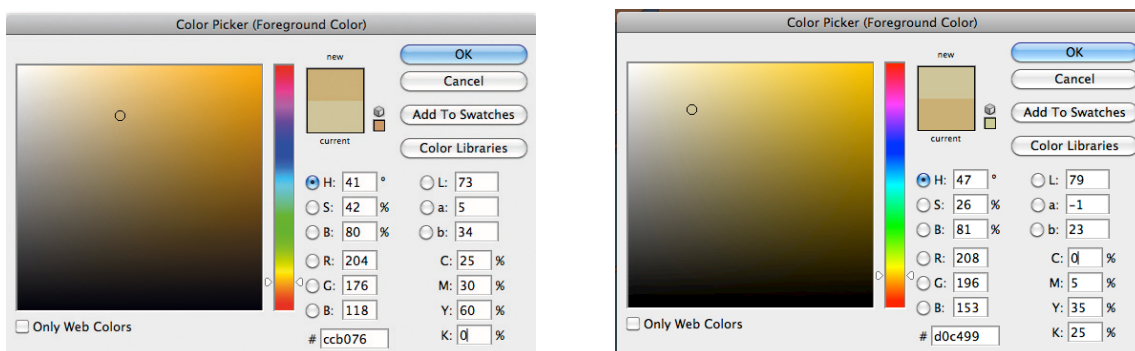 Color Picker (Foreground Color)
new
current
OK
Cancel
Add To Swatches
Color Libraries
H: 41 °
L: 73
S: 42 %
a: 5
B: 80 %
b: 34
R: 204
C: 25 %
G: 176
M: 30 %
B: 118
Y: 60 %
Only Web Colors
# ccb076
K: 0 %
Color Picker (Foreground Color)
new
current
OK
Cancel
Add To Swatches
Color Libraries
H: 47 °
L: 79
S: 26 %
a: -1
B: 81 %
b: 23
R: 208
C: 0 %
G: 196
M: 5 %
B: 153
Y: 35 %
Only Web Colors
# d0c499
K: 25 %